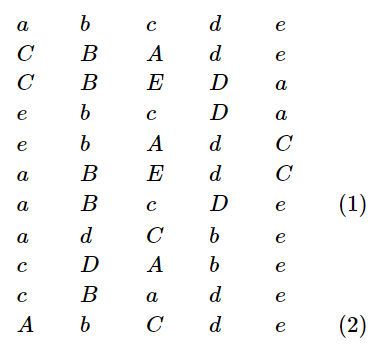 a b c d e
C B A d e
C B E D a
e b c D a
e b A d C
a B E d C
a B c D e (1)
a d C b e
c D A b e
c B a d e
A b C d e (2)